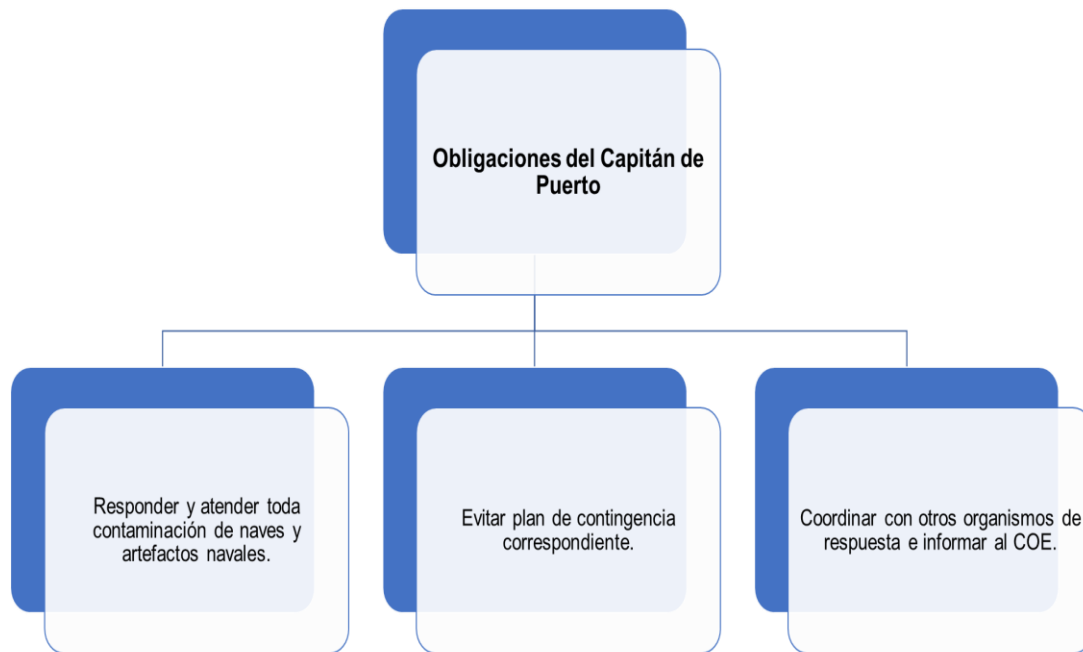 Obligaciones del Capitán de
Puerto
Responder y atender toda
contaminación de naves y
artefactos navales.
Evitar plan de contingencia
correspondiente.
Coordinar con otros organismos de
respuesta e informar al COE.